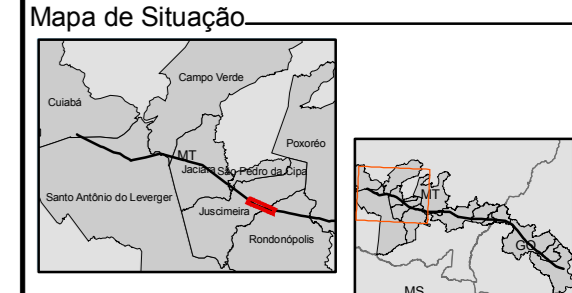 Mapa de Situação
Campo Verde
Cuiabá
Poxoréo
MT
Jaciara
São Pedro da Cipa
Santo Antônio do Leverger
Juscimeira
Rondonópolis
MT
GO
MS